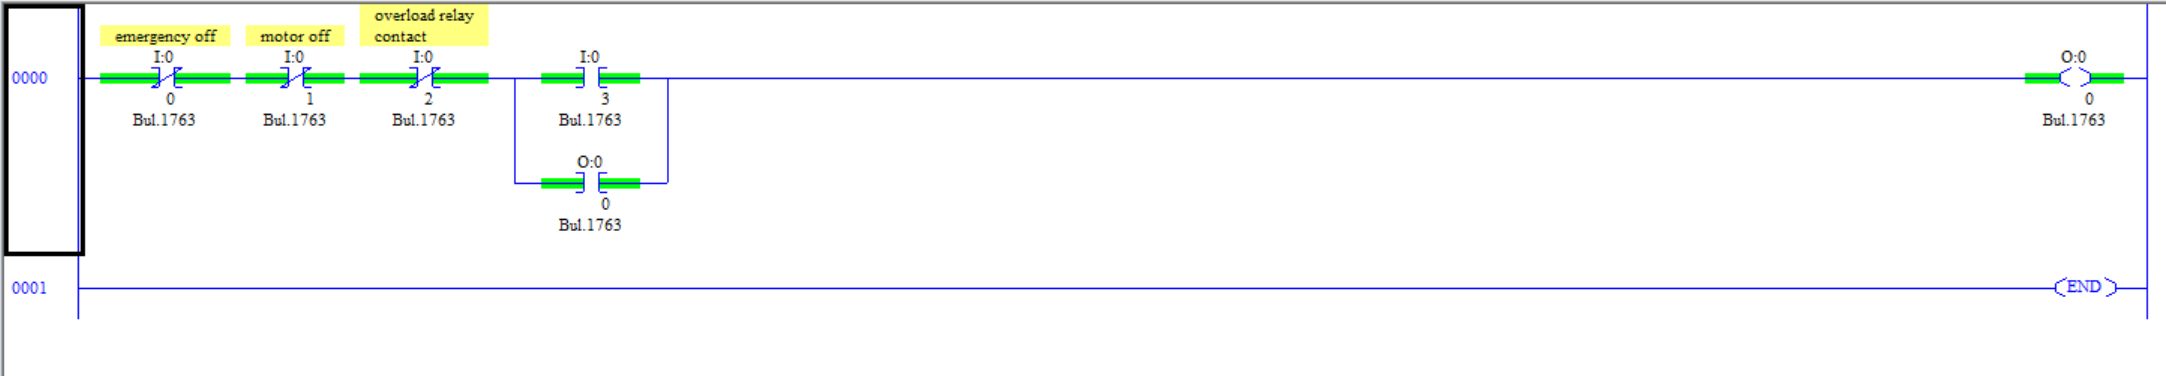 overload relay
emergency off motor off contact
I:0 I:0 I:0 I:0 O:0
0000
0 1 2 3 0
Bul.1763 Bul.1763 Bul.1763 Bul.1763 Bul.1763
O:0
0
Bul.1763
0001 END